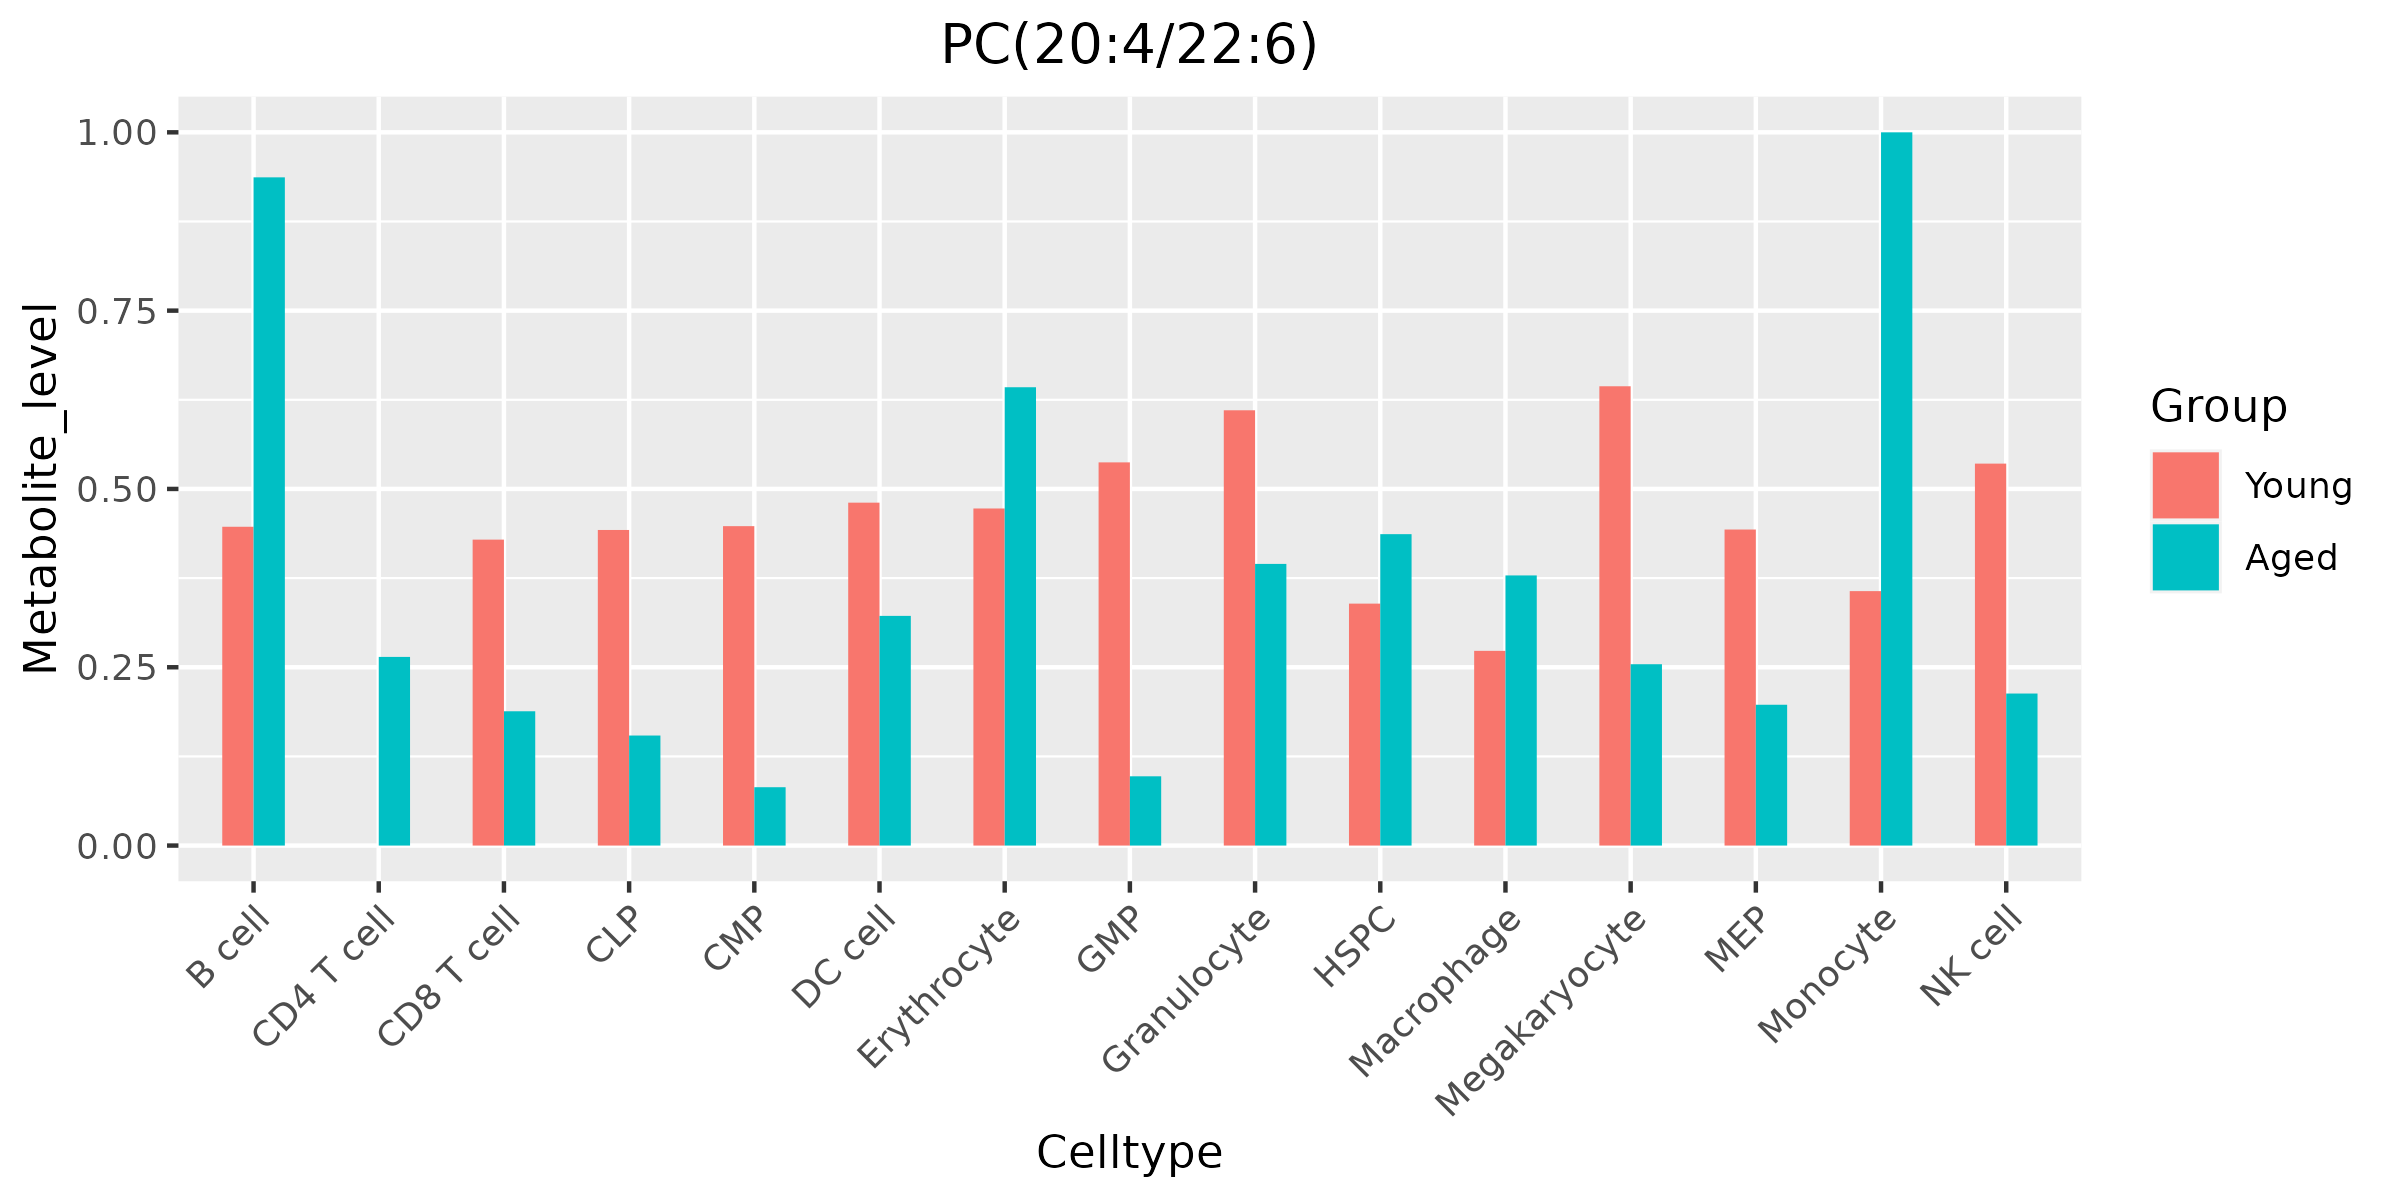 PC(20:4/22:6)
Metabolite_level
1.00
0.75
0.50
0.25
0.00
B cell
CD4 T cell
CD8 T cell
CLP
CMP
DC cell
Erythrocyte
GMP
Granulocyte
HSPC
Macrophage
Megakaryocyte
MEP
Monocyte
NK cell
Celltype
Group
Young
Aged